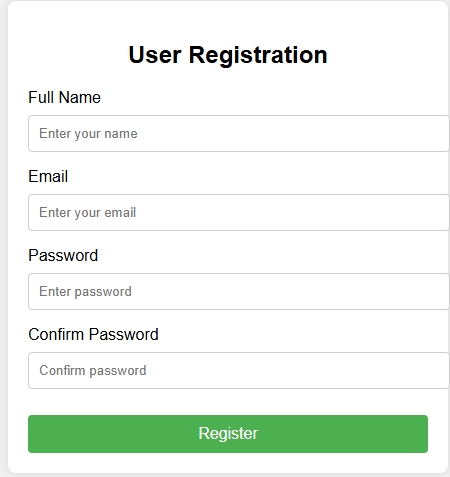 User Registration
Full Name
Enter your name
Email
Enter your email
Password
Enter password
Confirm Password
Confirm password
Register